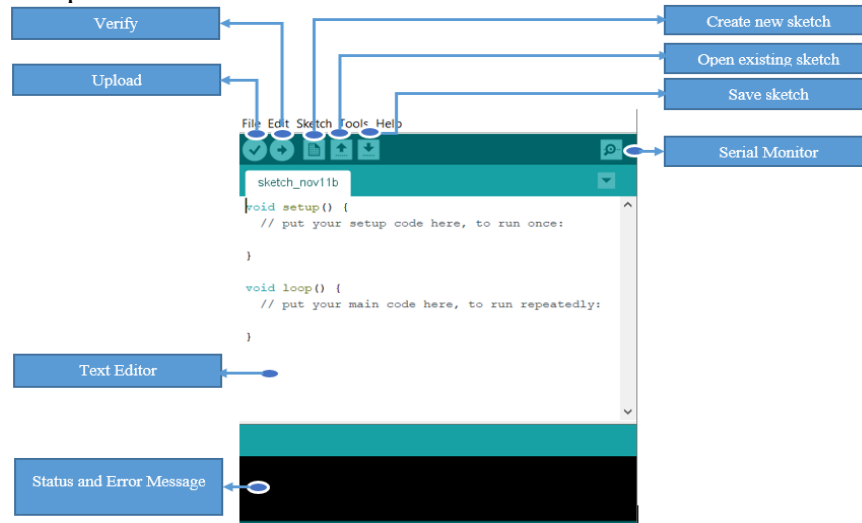 Verify
Create new sketch
Open existing sketch
Upload
Save sketch
File Edit Sketch Tools Help
Serial Monitor
sketch_nov11b
void setup() {
// put your setup code here, to run once:
}
void loop() {
// put your main code here, to run repeatedly:
}
Text Editor
Status and Error Message